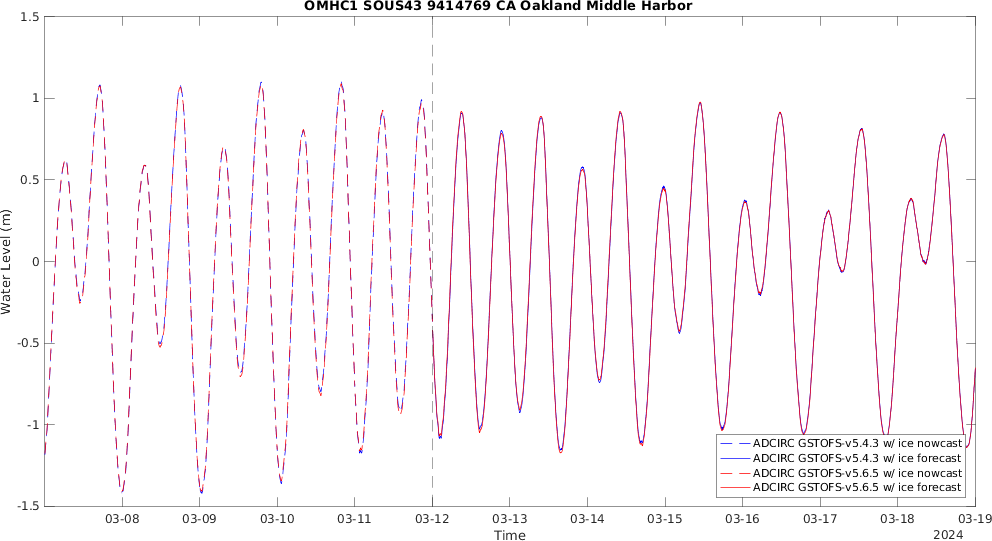 OMHC1 SOUS43 9414769 CA Oakland Middle Harbor
1.5
1
0.5
0
-0.5
-1
-1.5
Water Level (m)
03-08 03-09 03-10 03-11 03-12 03-13 03-14 03-15 03-16 03-17 03-18 03-19
Time
2024
ADCIRC GSTOFS-v5.4.3 w/ ice nowcast
ADCIRC GSTOFS-v5.4.3 w/ ice forecast
ADCIRC GSTOFS-v5.6.5 w/ ice nowcast
ADCIRC GSTOFS-v5.6.5 w/ ice forecast